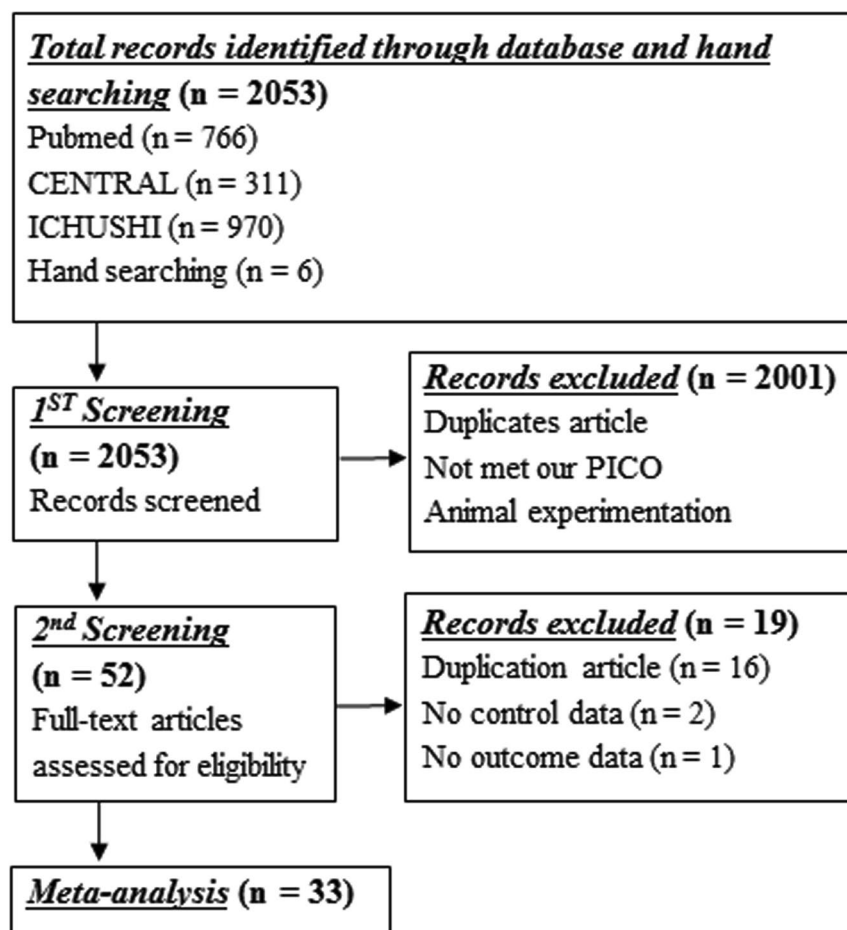 Total records identified through database and hand
searching (n = 2053)
Pubmed (n = 766)
CENTRAL (n = 311)
ICHUSHI (n = 970)
Hand searching (n = 6)
1ST Screening
(n = 2053)
Records screened
Records excluded (n = 2001)
Duplicates article
Not met our PICO
Animal experimentation
2nd Screening
(n = 52)
Full-text articles
assessed for eligibility
Records excluded (n = 19)
Duplication article (n = 16)
No control data (n = 2)
No outcome data (n = 1)
Meta-analysis (n = 33)